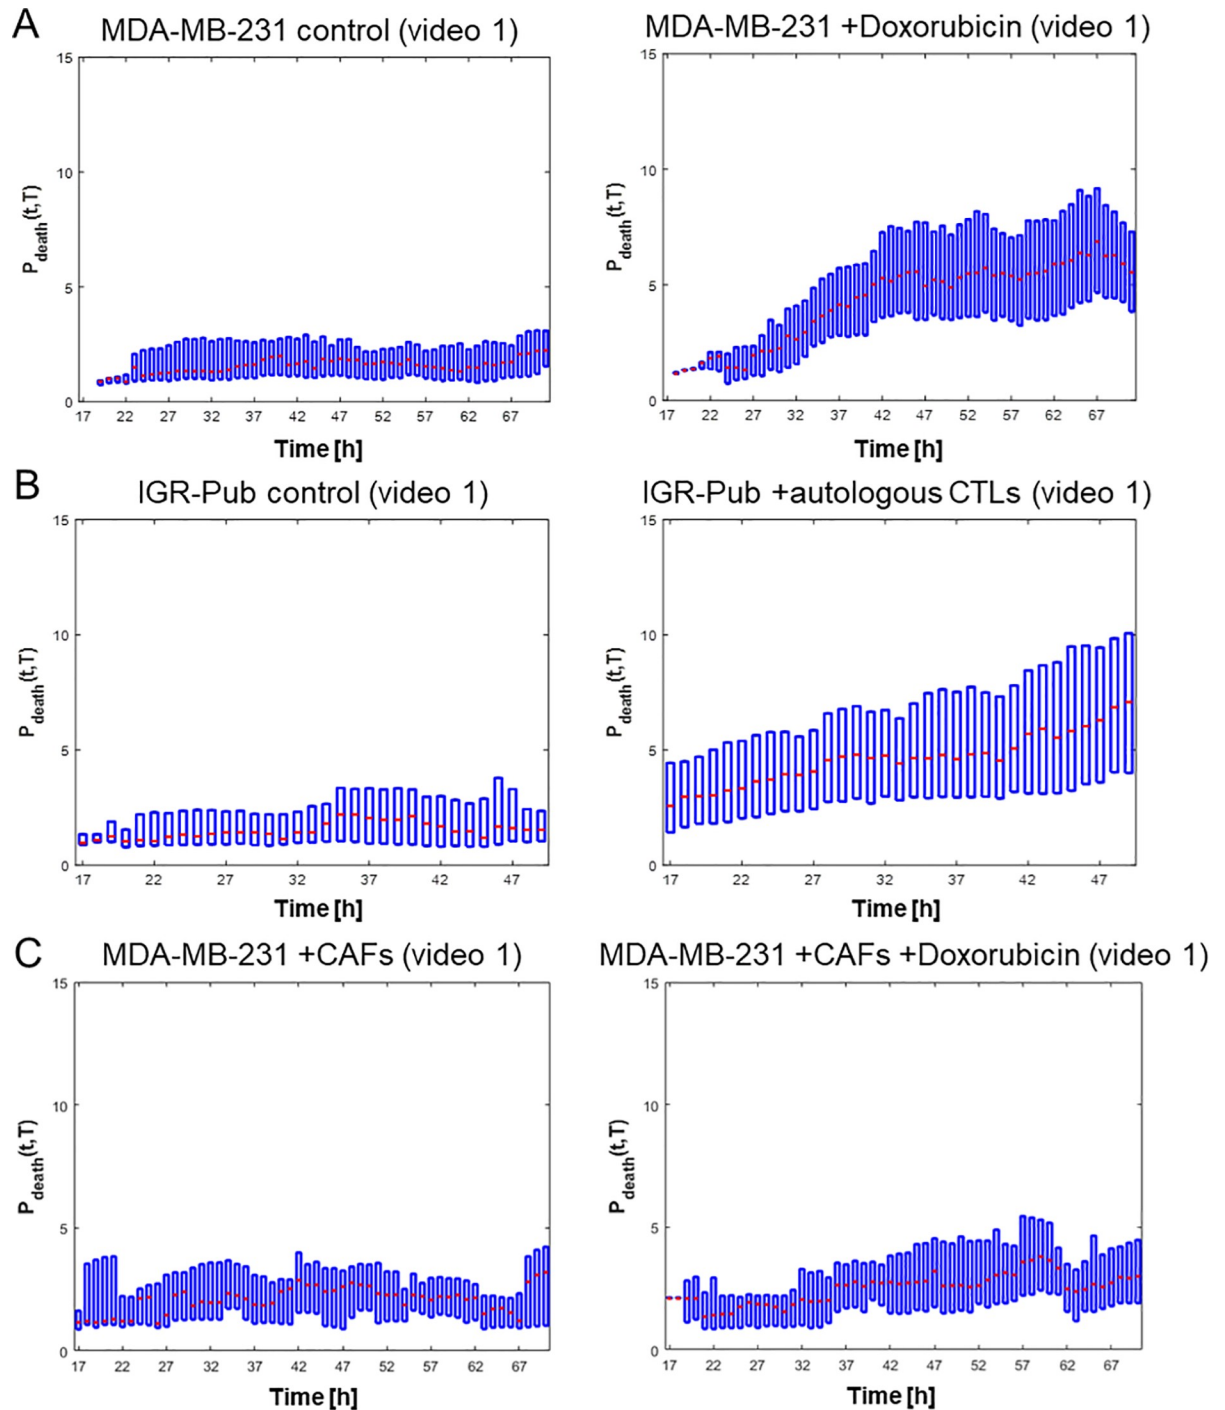 A
MDA-MB-231 control (video 1)
MDA-MB-231 +Doxorubicin (video 1)
15
10
5
0
P_death(t,T)
17 22 27 32 37 42 47 52 57 62 67
Time [h]
15
10
5
0
P_death(t,T)
17 22 27 32 37 42 47 52 57 62 67
Time [h]
B
IGR-Pub control (video 1)
IGR-Pub +autologous CTLs (video 1)
15
10
5
0
P_death(t,T)
17 22 27 32 37 42 47
Time [h]
15
10
5
0
P_death(t,T)
17 22 27 32 37 42 47
Time [h]
C
MDA-MB-231 +CAFs (video 1)
MDA-MB-231 +CAFs +Doxorubicin (video 1)
15
10
5
0
P_death(t,T)
17 22 27 32 37 42 47 52 57 62 67
Time [h]
15
10
5
0
P_death(t,T)
17 22 27 32 37 42 47 52 57 62 67
Time [h]